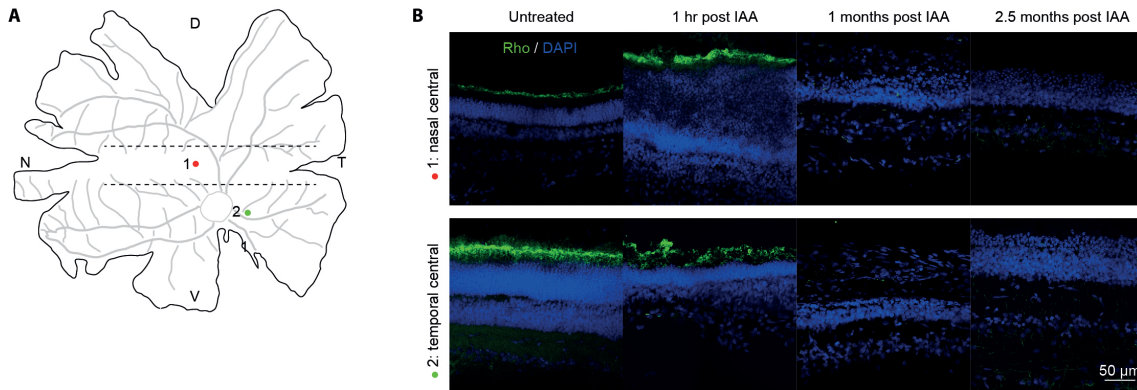 A
D
N
1
T
2
V
B
Untreated
1 hr post IAA
1 months post IAA
2.5 months post IAA
Rho / DAPI
1: nasal central
2: temporal central
50 µm